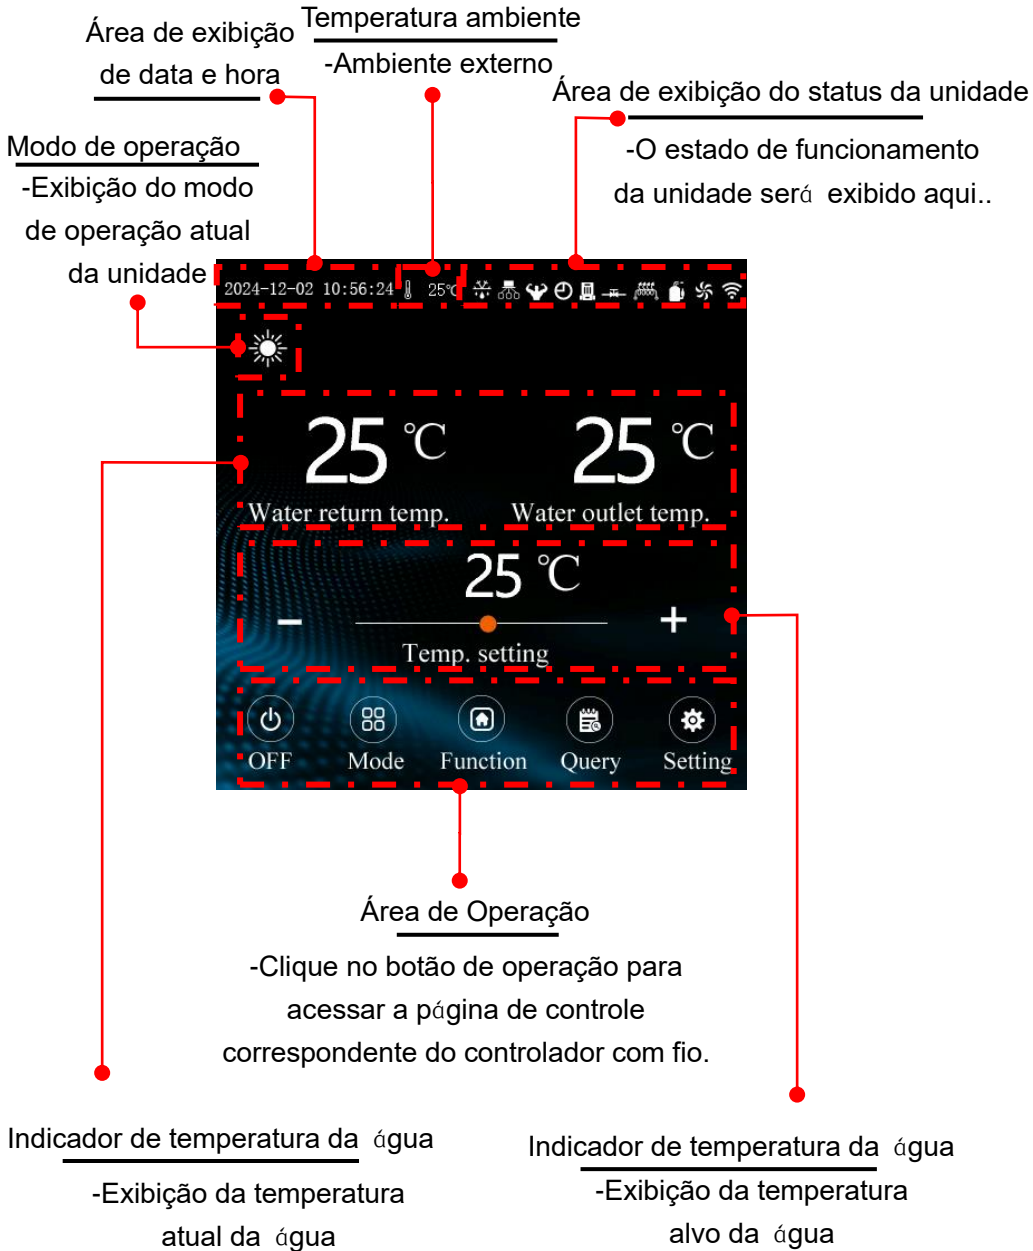 Área de exibição
de data e hora
Temperatura ambiente
-Ambiente externo
Área de exibição do status da unidade
-O estado de funcionamento
da unidade será exibido aqui..
Modo de operação
-Exibição do modo
de operação atual
da unidade
2024-12-02 10:56:24 25℃
25 ℃
25 ℃
Water return temp.
Water outlet temp.
25 ℃
− +
Temp. setting
OFF Mode Function Query Setting
Área de Operação
-Clique no botão de operação para
acessar a página de controle
correspondente do controlador com fio.
Indicador de temperatura da água
-Exibição da temperatura
atual da água
Indicador de temperatura da água
-Exibição da temperatura
alvo da água